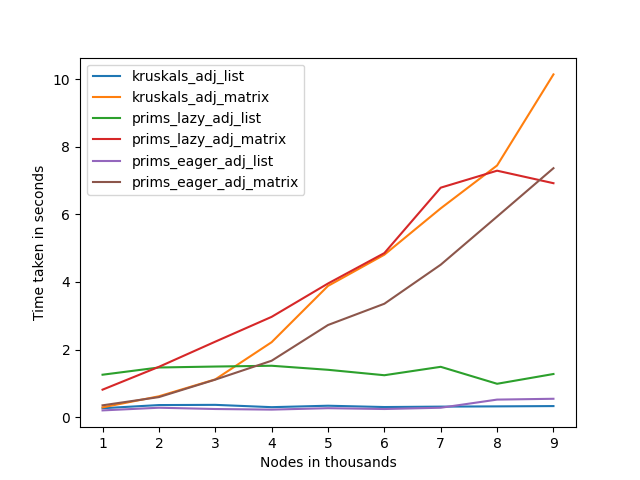 kruskals_adj_list
kruskals_adj_matrix
prims_lazy_adj_list
prims_lazy_adj_matrix
prims_eager_adj_list
prims_eager_adj_matrix
Time taken in seconds
10
8
6
4
2
0
1 2 3 4 5 6 7 8 9
Nodes in thousands